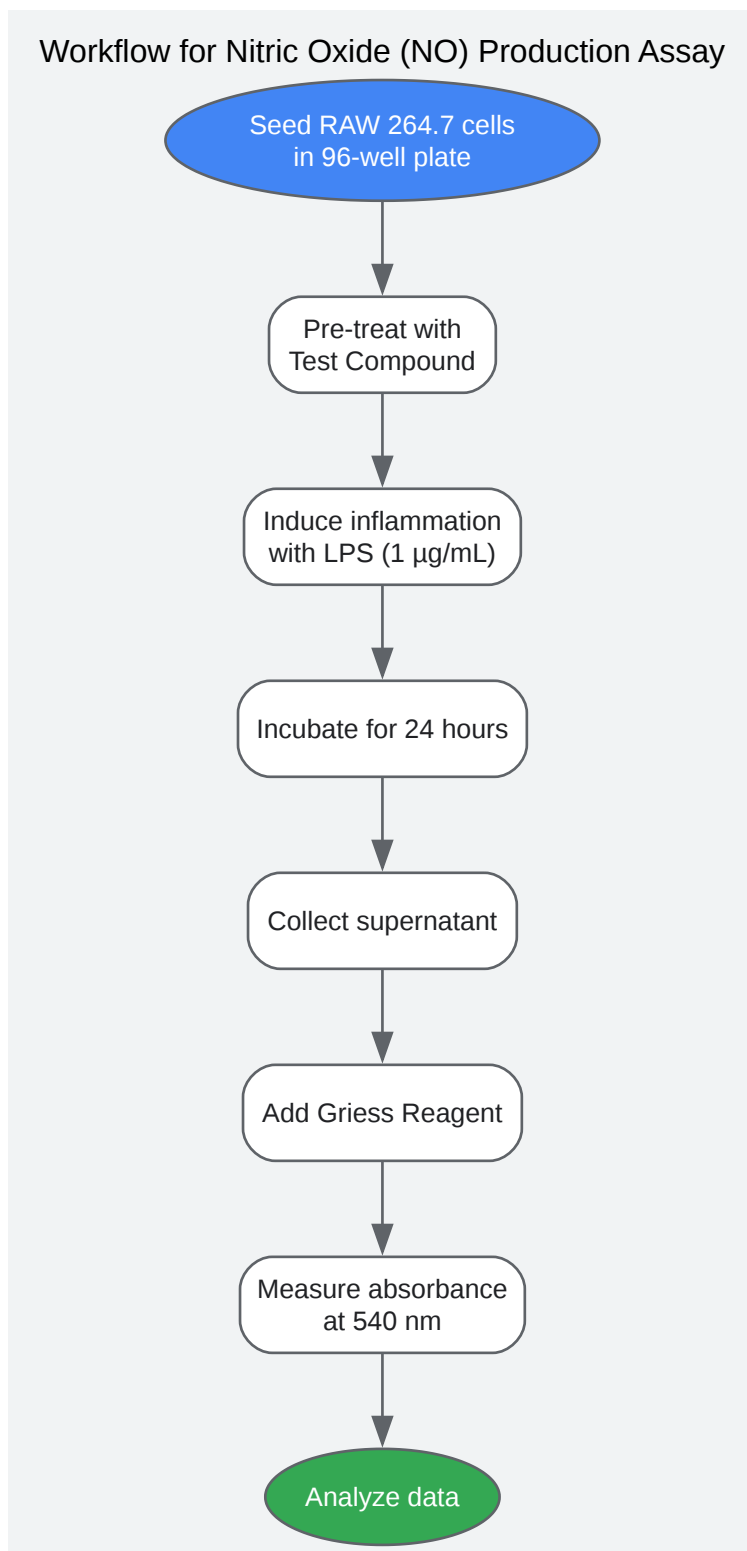 Workflow for Nitric Oxide (NO) Production Assay
Seed RAW 264.7 cells
in 96-well plate
Pre-treat with
Test Compound
Induce inflammation
with LPS (1 µg/mL)
Incubate for 24 hours
Collect supernatant
Add Griess Reagent
Measure absorbance
at 540 nm
Analyze data